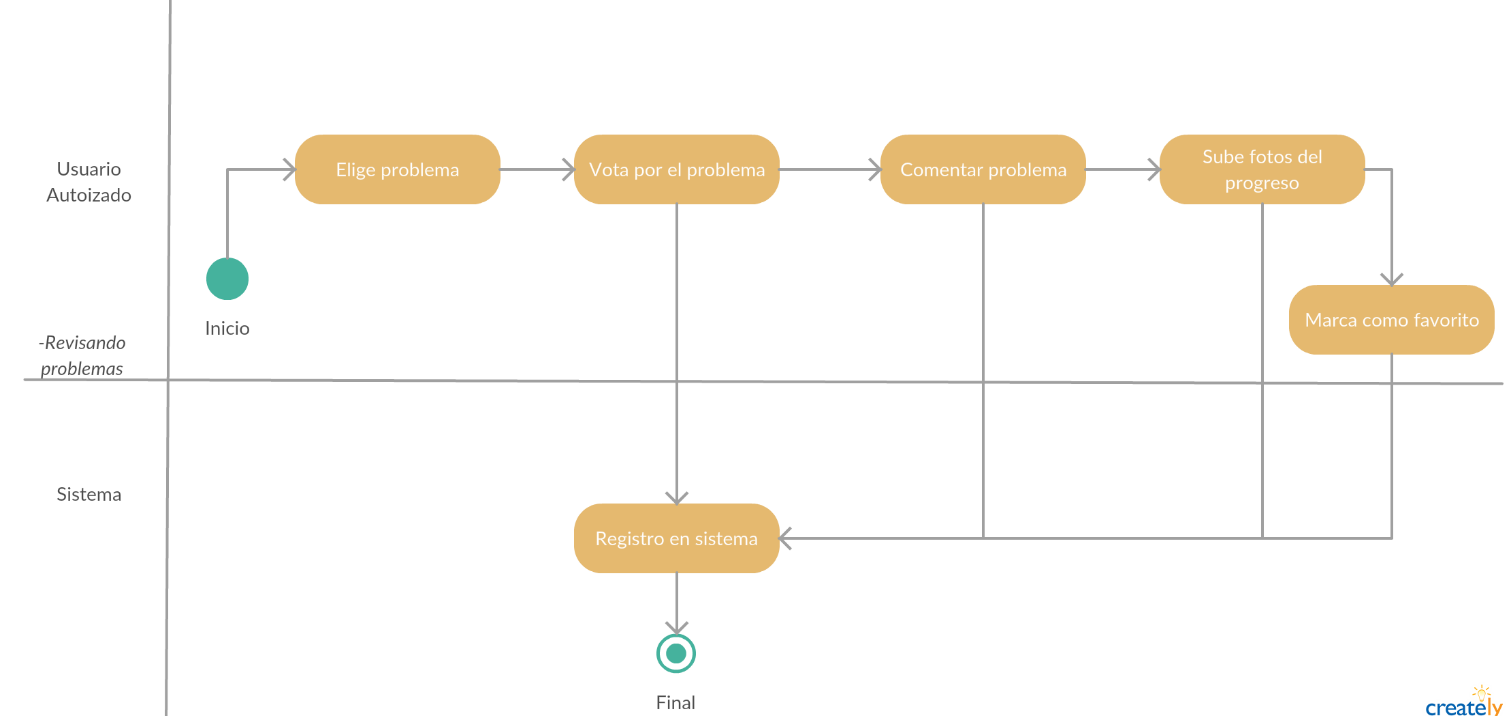 Usuario
Autoizado
Elige problema
Vota por el problema
Comentar problema
Sube fotos del
progreso
Inicio
Marca como favorito
-Revisando
problemas
Sistema
Registro en sistema
Final
creately